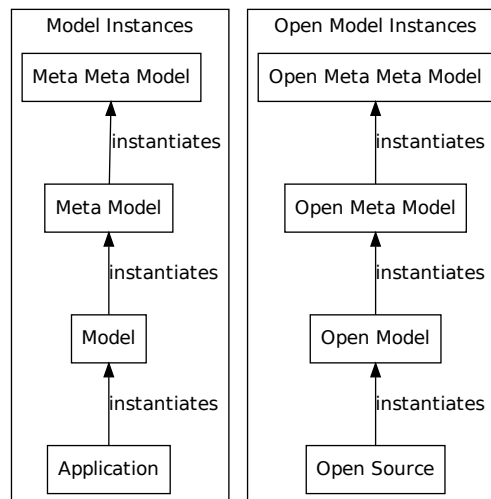 Model Instances
Meta Meta Model
instantiates
Meta Model
instantiates
Model
instantiates
Application
Open Model Instances
Open Meta Meta Model
instantiates
Open Meta Model
instantiates
Open Model
instantiates
Open Source